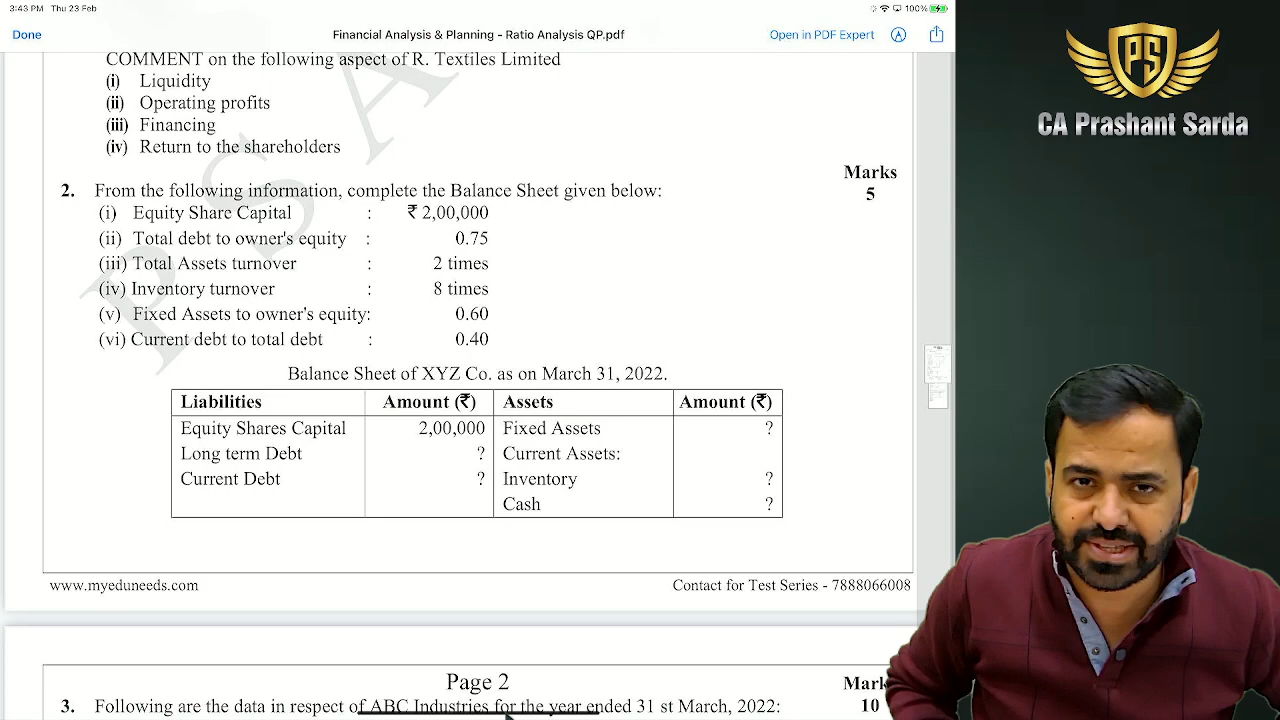 3:43 PM Thu 23 Feb
100%
Done
Financial Analysis & Planning - Ratio Analysis QP.pdf
Open in PDF Expert
PS
CA Prashant Sarda
COMMENT on the following aspect of R. Textiles Limited
(i) Liquidity
(ii) Operating profits
(iii) Financing
(iv) Return to the shareholders
Marks
2. From the following information, complete the Balance Sheet given below: 5
(i) Equity Share Capital : ₹ 2,00,000
(ii) Total debt to owner's equity : 0.75
(iii) Total Assets turnover : 2 times
(iv) Inventory turnover : 8 times
(v) Fixed Assets to owner's equity: 0.60
(vi) Current debt to total debt : 0.40
Balance Sheet of XYZ Co. as on March 31, 2022.
Liabilities Amount (₹) Assets Amount (₹)
Equity Shares Capital 2,00,000 Fixed Assets ?
Long term Debt ? Current Assets:
Current Debt ? Inventory ?
Cash ?
P S A
www.myeduneeds.com Contact for Test Series - 7888066008
Page 2
Mark
3. Following are the data in respect of ABC Industries for the year ended 31 st March, 2022: 10